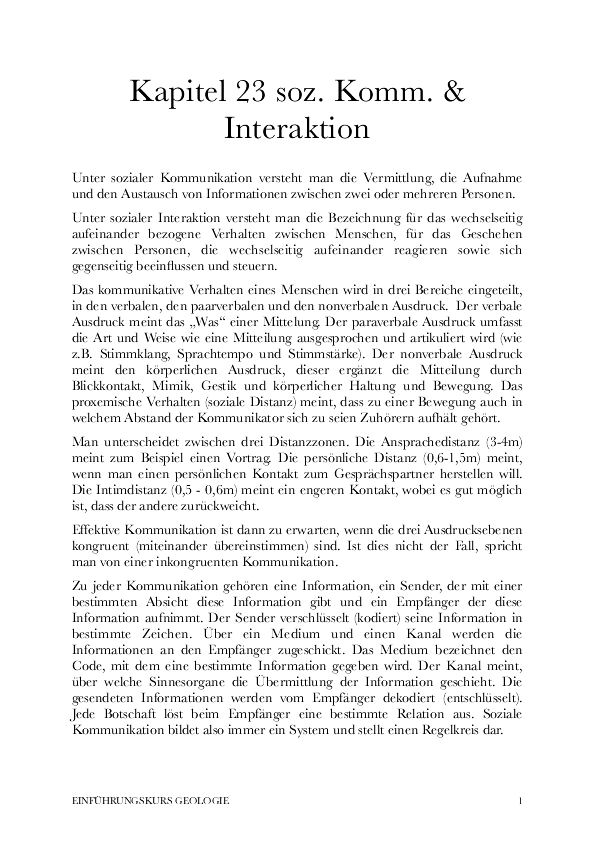 Kapitel 23 soz. Komm. &
Interaktion
Unter sozialer Kommunikation versteht man die Vermittlung, die Aufnahme
und den Austausch von Informationen zwischen zwei oder mehreren Personen.
Unter sozialer Interaktion versteht man die Bezeichnung für das wechselseitig
aufeinander bezogene Verhalten zwischen Menschen, für das Geschehen
zwischen Personen, die wechselseitig aufeinander reagieren sowie sich
gegenseitig beeinflussen und steuern.
Das kommunikative Verhalten eines Menschen wird in drei Bereiche eingeteilt,
in den verbalen, den paarverbalen und den nonverbalen Ausdruck. Der verbale
Ausdruck meint das „Was“ einer Mittelung. Der paraverbale Ausdruck umfasst
die Art und Weise wie eine Mitteilung ausgesprochen und artikuliert wird (wie
z.B. Stimmklang, Sprachtempo und Stimmstärke). Der nonverbale Ausdruck
meint den körperlichen Ausdruck, dieser ergänzt die Mitteilung durch
Blickkontakt, Mimik, Gestik und körperlicher Haltung und Bewegung. Das
proxemische Verhalten (soziale Distanz) meint, dass zu einer Bewegung auch in
welchem Abstand der Kommunikator sich zu seien Zuhörern aufhält gehört.
Man unterscheidet zwischen drei Distanzzonen. Die Ansprachedistanz (3-4m)
meint zum Beispiel einen Vortrag. Die persönliche Distanz (0,6-1,5m) meint,
wenn man einen persönlichen Kontakt zum Gesprächspartner herstellen will.
Die Intimdistanz (0,5 - 0,6m) meint ein engeren Kontakt, wobei es gut möglich
ist, dass der andere zurückweicht.
Effektive Kommunikation ist dann zu erwarten, wenn die drei Ausdrucksebenen
kongruent (miteinander übereinstimmen) sind. Ist dies nicht der Fall, spricht
man von einer inkongruenten Kommunikation.
Zu jeder Kommunikation gehören eine Information, ein Sender, der mit einer
bestimmten Absicht diese Information gibt und ein Empfänger der diese
Information aufnimmt. Der Sender verschlüsselt (kodiert) seine Information in
bestimmte Zeichen. Über ein Medium und einen Kanal werden die
Informationen an den Empfänger zugeschickt. Das Medium bezeichnet den
Code, mit dem eine bestimmte Information gegeben wird. Der Kanal meint,
über welche Sinnesorgane die Übermittlung der Information geschieht. Die
gesendeten Informationen werden vom Empfänger dekodiert (entschlüsselt).
Jede Botschaft löst beim Empfänger eine bestimmte Relation aus. Soziale
Kommunikation bildet also immer ein System und stellt einen Regelkreis dar.
EINFÜHRUNGSKURS GEOLOGIE 1